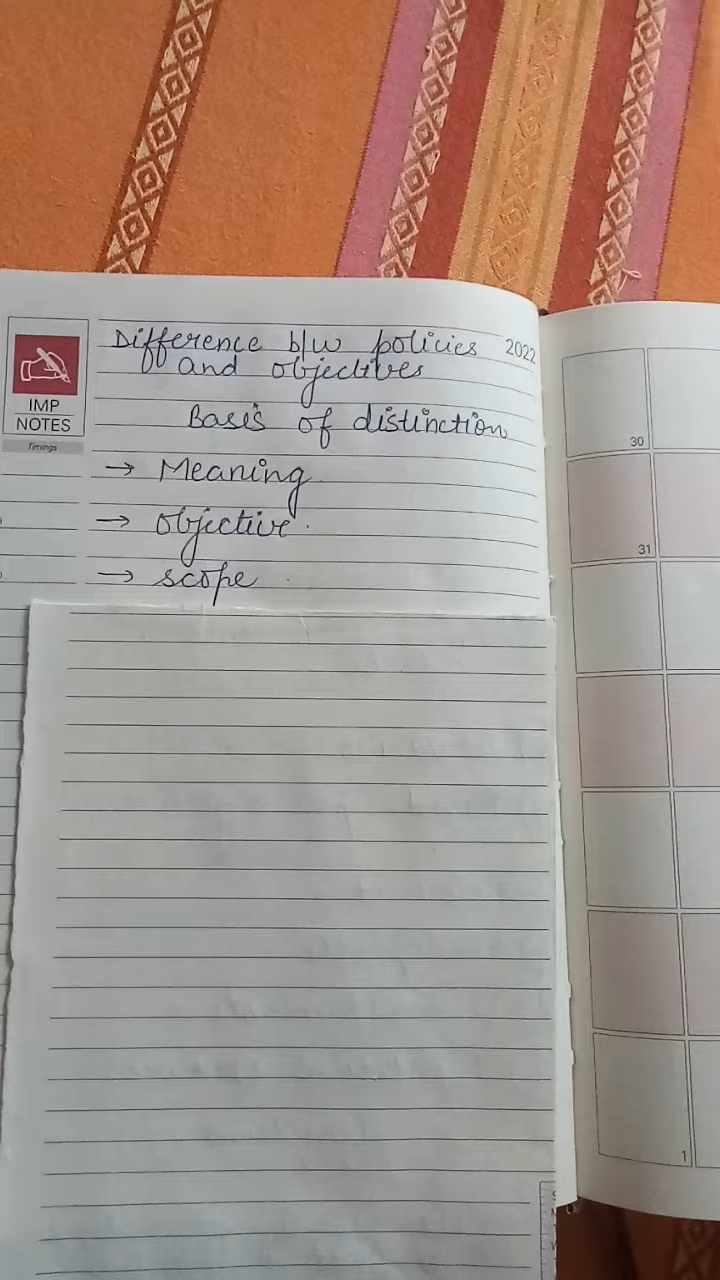 Difference b/w policies 2022
and objectives
IMP
NOTES
Basis of distinction
Timings
→ Meaning
→ objective
→ scope
30
31
1